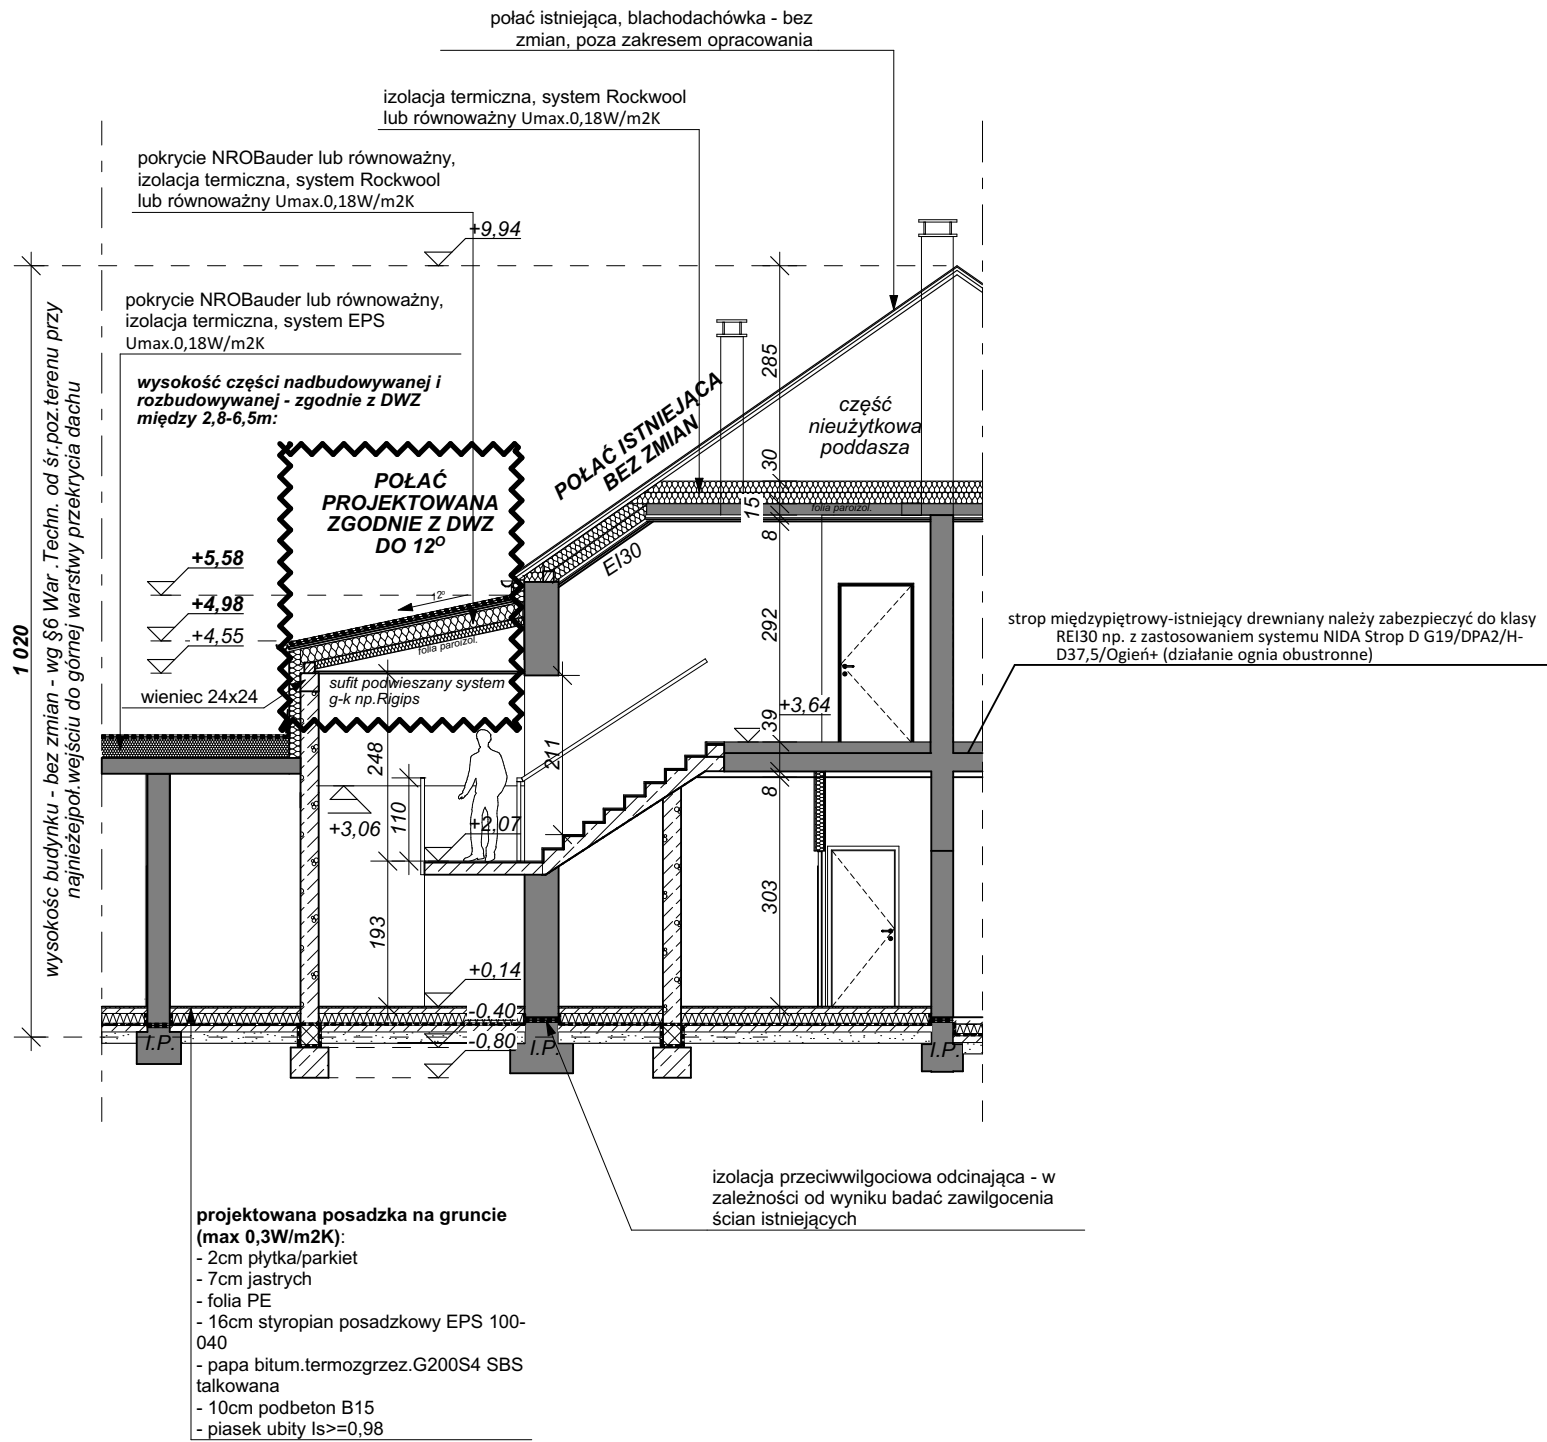 połać istniejąca, blachodachówka - bez
zmian, poza zakresem opracowania
izolacja termiczna, system Rockwool
lub równoważny Umax.0,18W/m2K
pokrycie NROBauder lub równoważny,
izolacja termiczna, system Rockwool
lub równoważny Umax.0,18W/m2K
+9,94
pokrycie NROBauder lub równoważny,
izolacja termiczna, system EPS
Umax.0,18W/m2K
wysokość części nadbudowywanej i
rozbudowywanej - zgodnie z DWZ
między 2,8-6,5m:
1 020
wysokośc budynku - bez zmian - wg §6 War .Techn. od śr.poz.terenu przy
najnieżejpoł.wejściu do górnej warstwy przekrycia dachu
POŁAĆ
PROJEKTOWANA
ZGODNIE Z DWZ
DO 12O
POŁAĆ ISTNIEJĄCA
BEZ ZMIAN
285
część
nieużytkowa
poddasza
30
15
folia paroizol.
8
EI30
+5,58
12o
+4,98
+4,55
folia paroizol.
292
strop międzypiętrowy-istniejący drewniany należy zabezpieczyć do klasy
REI30 np. z zastosowaniem systemu NIDA Strop D G19/DPA2/H-
D37,5/Ogień+ (działanie ognia obustronne)
wieniec 24x24
sufit podwieszany system
g-k np.Rigips
+3,64
39
248
211
8
110
+3,06
+2,07
303
193
+0,14
-0,40
-0,80
I.P.
I.P.
I.P.
izolacja przeciwwilgociowa odcinająca - w
zależności od wyniku badać zawilgocenia
ścian istniejących
projektowana posadzka na gruncie
(max 0,3W/m2K):
- 2cm płytka/parkiet
- 7cm jastrych
- folia PE
- 16cm styropian posadzkowy EPS 100-
040
- papa bitum.termozgrzez.G200S4 SBS
talkowana
- 10cm podbeton B15
- piasek ubity Is>=0,98